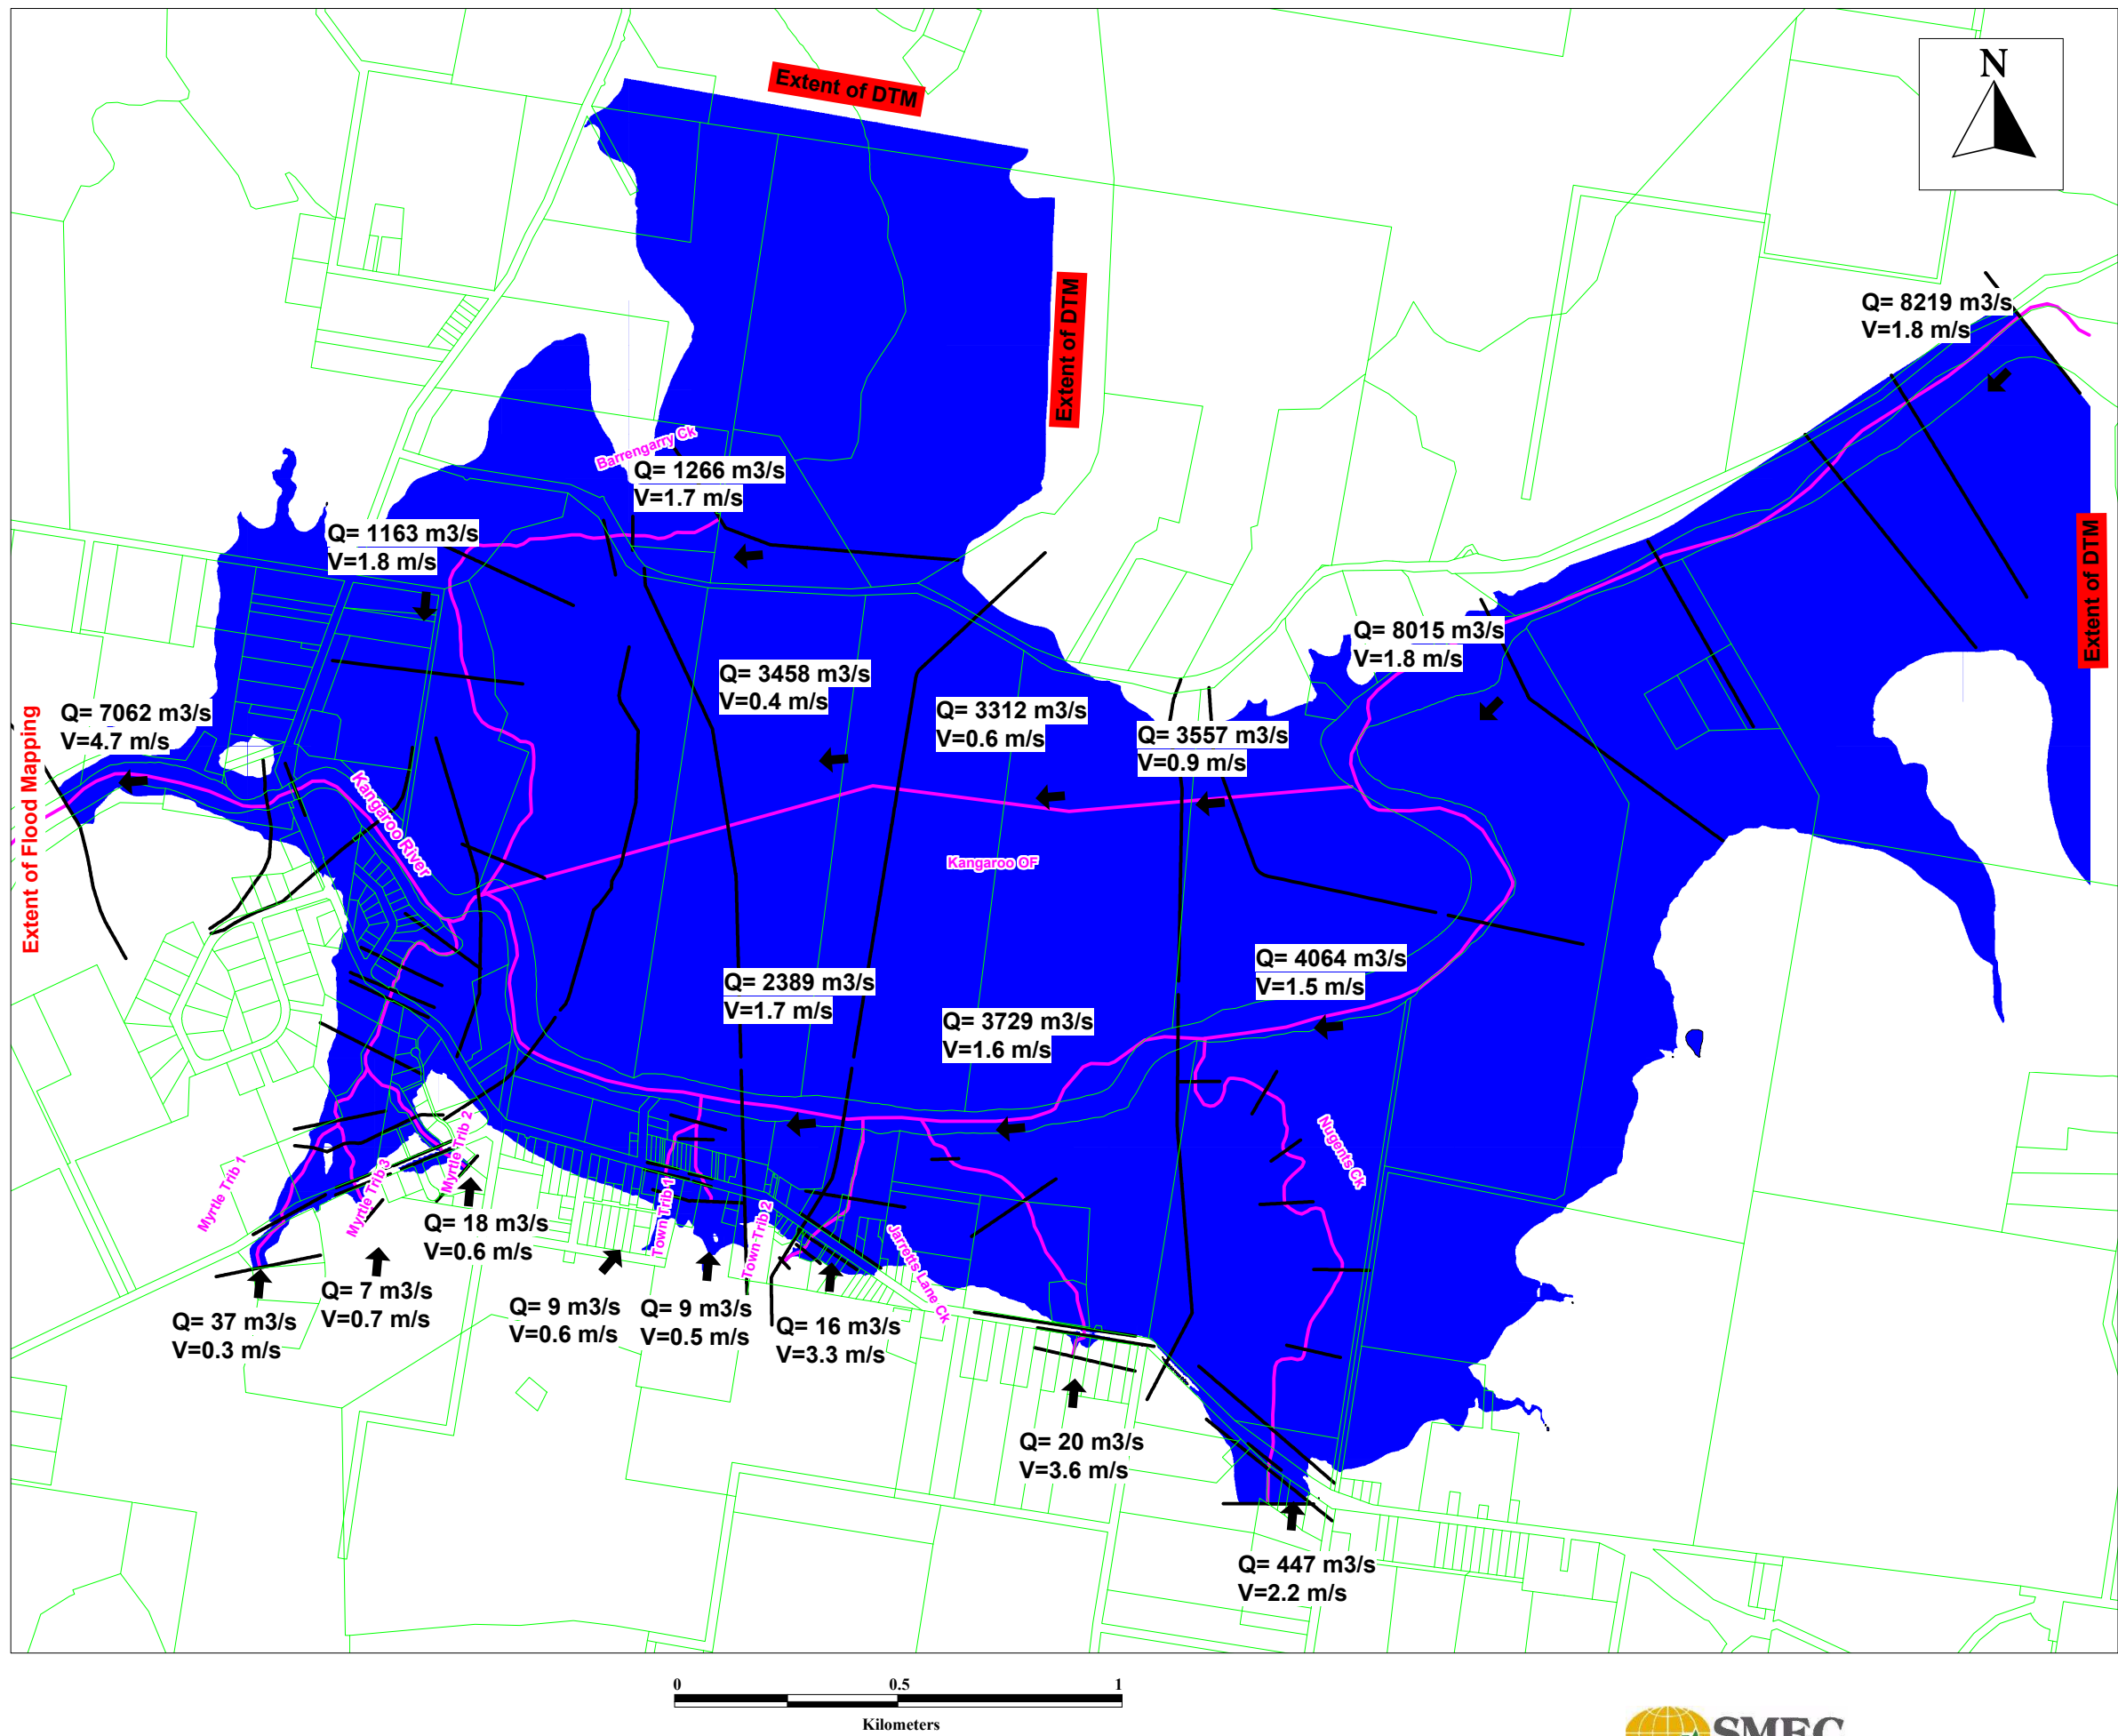 Extent of DTM
N
Extent of DTM
Q= 8219 m3/s
V=1.8 m/s
Barrengarry Ck
Q= 1266 m3/s
V=1.7 m/s
Q= 1163 m3/s
V=1.8 m/s
Extent of DTM
Q= 8015 m3/s
V=1.8 m/s
Q= 3458 m3/s
V=0.4 m/s
Q= 3312 m3/s
V=0.6 m/s
Q= 7062 m3/s
V=4.7 m/s
Q= 3557 m3/s
V=0.9 m/s
Extent of Flood Mapping
Kangaroo River
Kangaroo OF
Q= 4064 m3/s
V=1.5 m/s
Q= 2389 m3/s
V=1.7 m/s
Q= 3729 m3/s
V=1.6 m/s
Nugents Ck
Myrtle Trib 1
Myrtle Trib 3
Myrtle Trib 2
Town Trib 1
Town Trib 2
Jarretts Lane Ck
Q= 18 m3/s
V=0.6 m/s
Q= 7 m3/s
V=0.7 m/s
Q= 37 m3/s
V=0.3 m/s
Q= 9 m3/s
V=0.6 m/s
Q= 9 m3/s
V=0.5 m/s
Q= 16 m3/s
V=3.3 m/s
Q= 20 m3/s
V=3.6 m/s
Q= 447 m3/s
V=2.2 m/s
0 0.5 1
Kilometers
SMEC